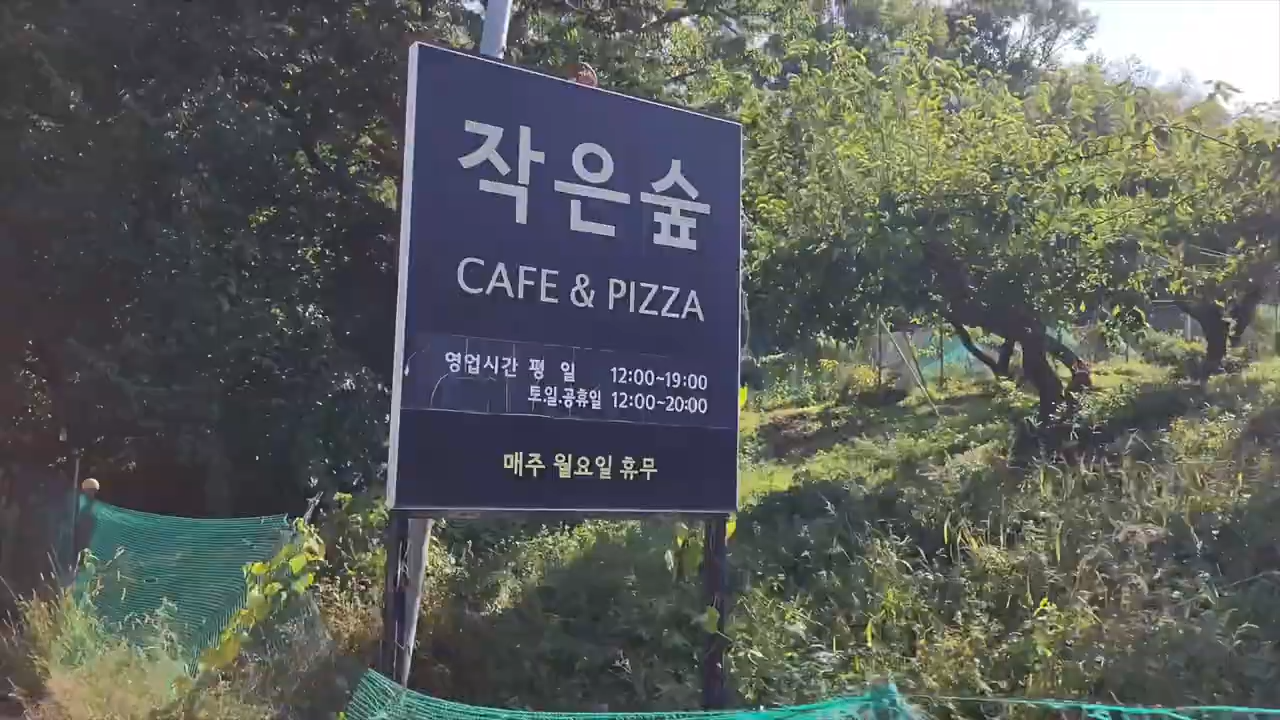 작은숲
CAFE & PIZZA
영업시간 평 일 12:00~19:00
토일.공휴일 12:00~20:00
매주 월요일 휴무